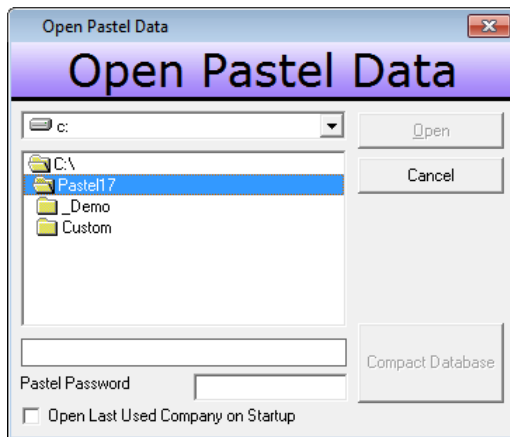 Open Pastel Data
Open Pastel Data
c:
Open
C:\
Cancel
Pastel17
_Demo
Custom
Compact Database
Pastel Password
Open Last Used Company on Startup